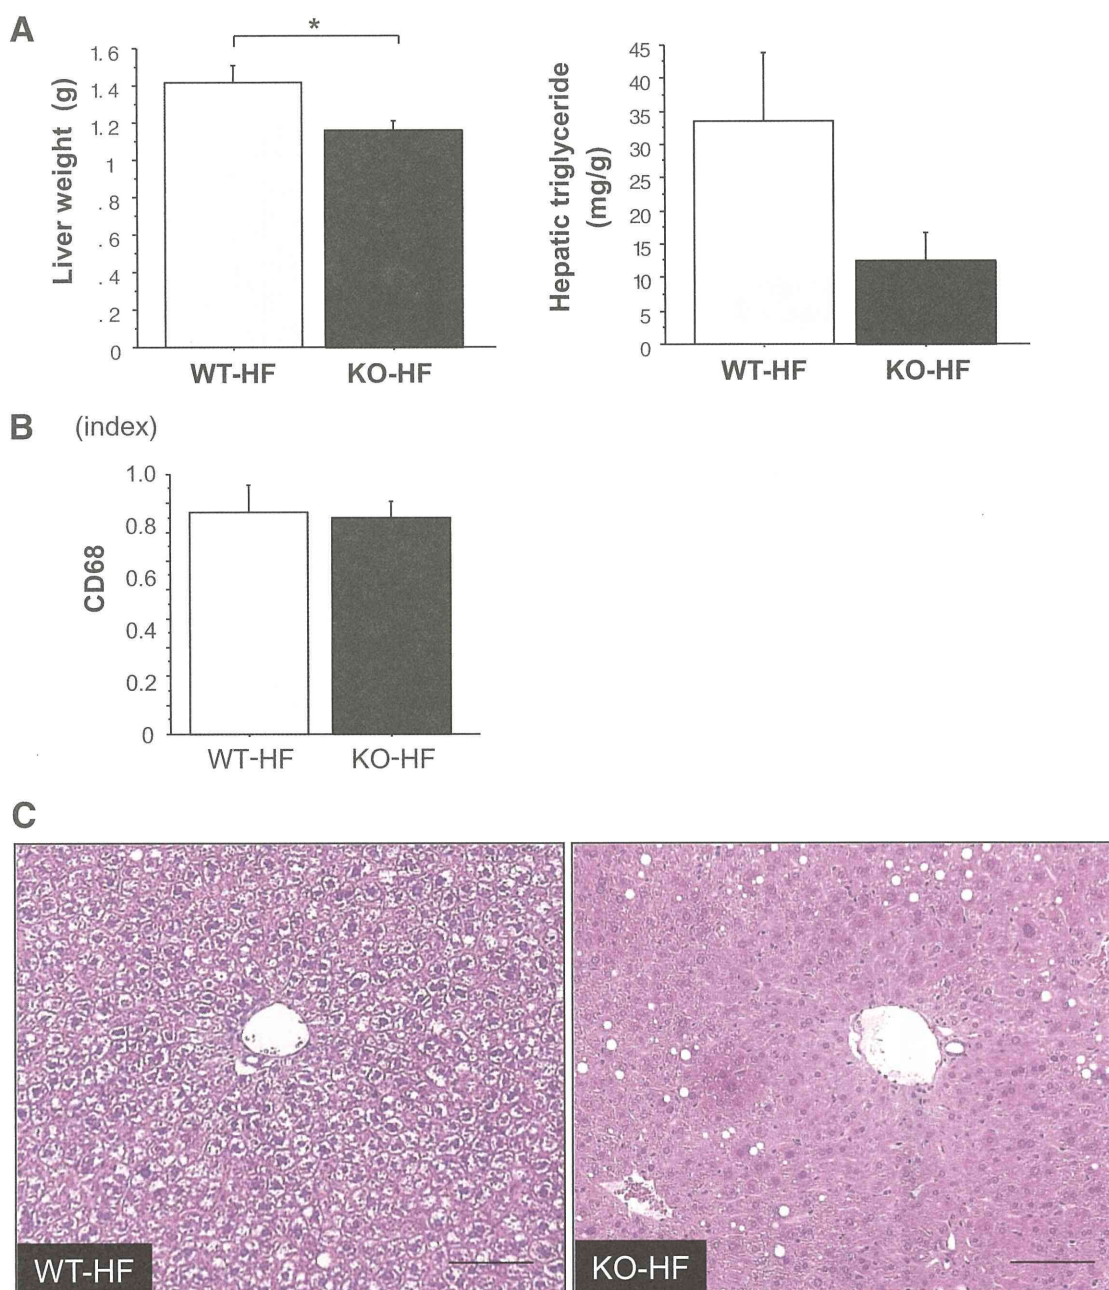 A
*
Liver weight (g)
1.6
1.4
1.2
1
.8
.6
.4
.2
0
WT-HF
KO-HF
Hepatic triglyceride
(mg/g)
45
40
35
30
25
20
15
10
5
0
WT-HF
KO-HF
B
(index)
CD68
1.0
0.8
0.6
0.4
0.2
0
WT-HF
KO-HF
C
WT-HF
KO-HF